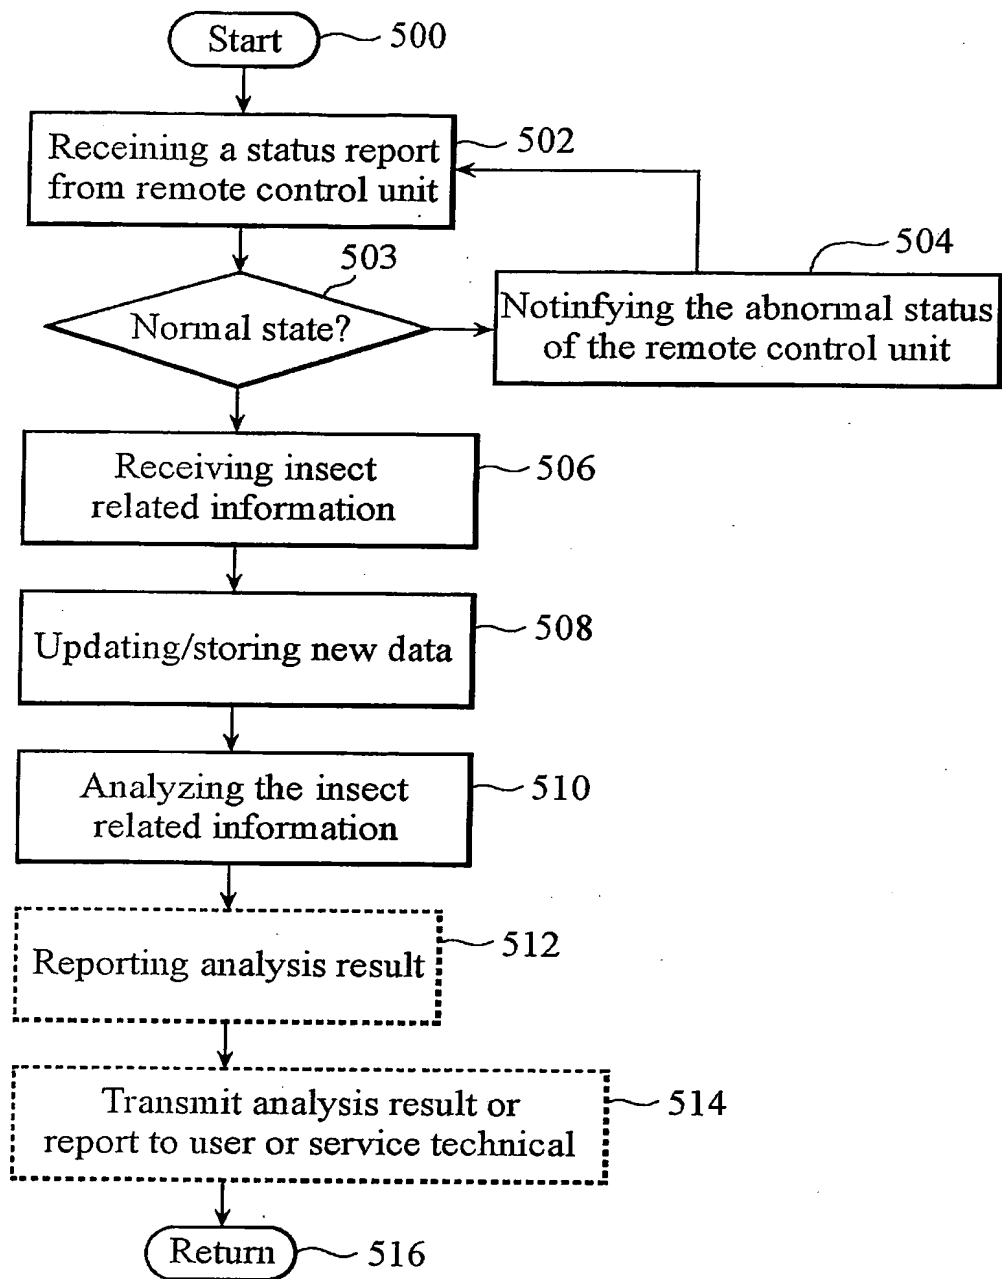 Start
500
Receining a status report
from remote control unit
502
503
Normal state?
504
Notinfying the abnormal status
of the remote control unit
Receiving insect
related information
506
Updating/storing new data
508
Analyzing the insect
related information
510
Reporting analysis result
512
Transmit analysis result or
report to user or service technical
514
Return
516